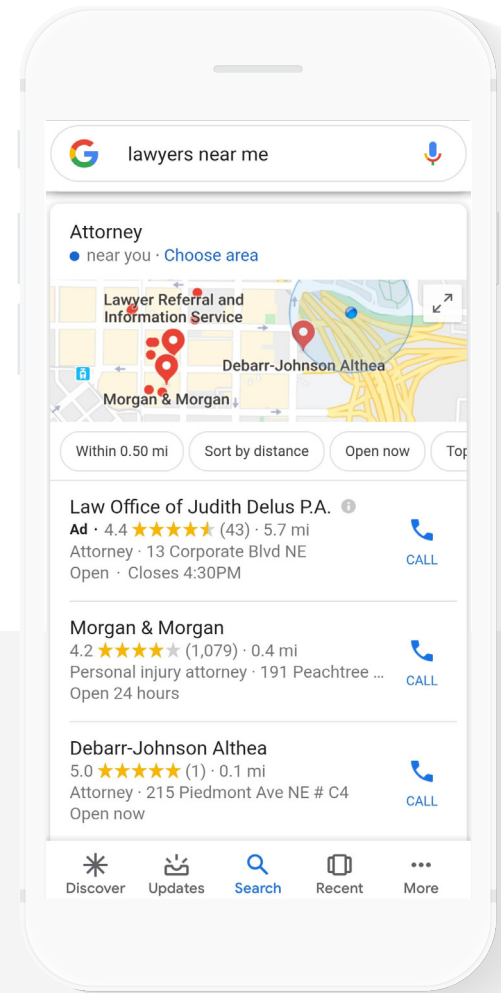 lawyers near me
Attorney
near you · Choose area
Lawyer Referral and
Information Service
Debarr-Johnson Althea
Morgan & Morgan
Within 0.50 mi
Sort by distance
Open now
Top
Law Office of Judith Delus P.A.
Ad · 4.4 ★★★★★ (43) · 5.7 mi
Attorney · 13 Corporate Blvd NE
Open · Closes 4:30PM
CALL
Morgan & Morgan
4.2 ★★★★★ (1,079) · 0.4 mi
Personal injury attorney · 191 Peachtree ...
Open 24 hours
CALL
Debarr-Johnson Althea
5.0 ★★★★★ (1) · 0.1 mi
Attorney · 215 Piedmont Ave NE # C4
Open now
CALL
Discover
Updates
Search
Recent
More